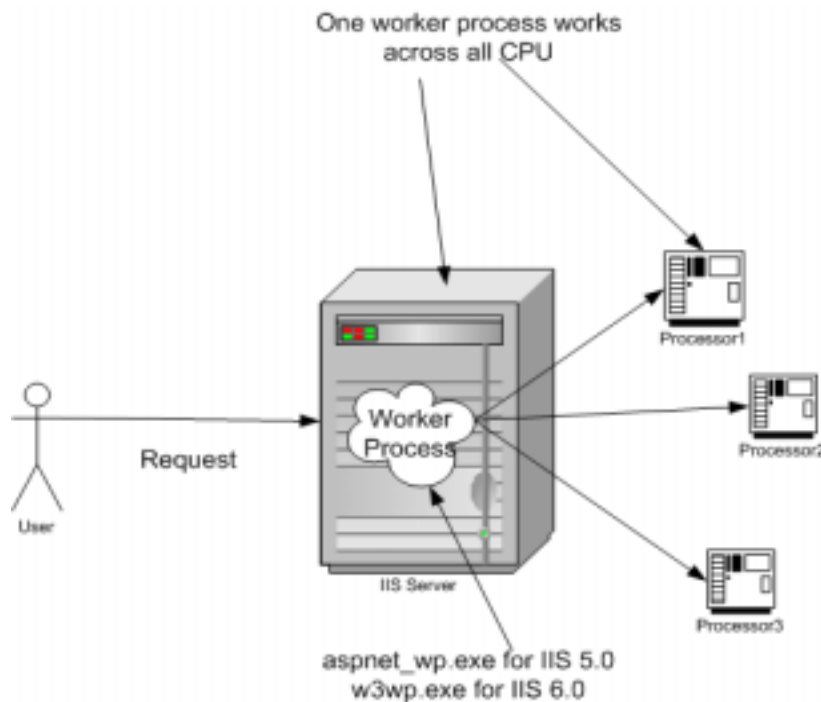 One worker process works
across all CPU
Processor1
Worker
Process
Processor2
Request
User
IIS Server
Processor3
aspnet_wp.exe for IIS 5.0
w3wp.exe for IIS 6.0